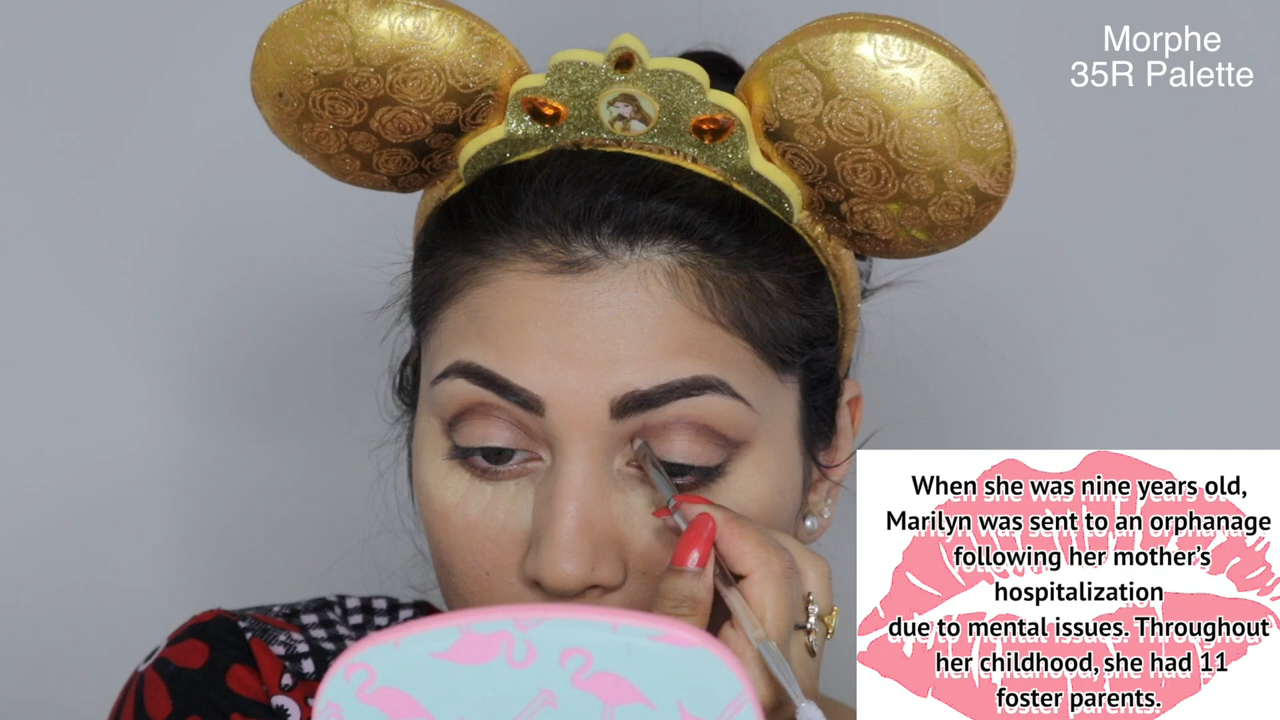 Morphe
35R Palette
When she was nine years old,
Marilyn was sent to an orphanage
following her mother's
hospitalization
due to mental issues. Throughout
her childhood, she had 11
foster parents.